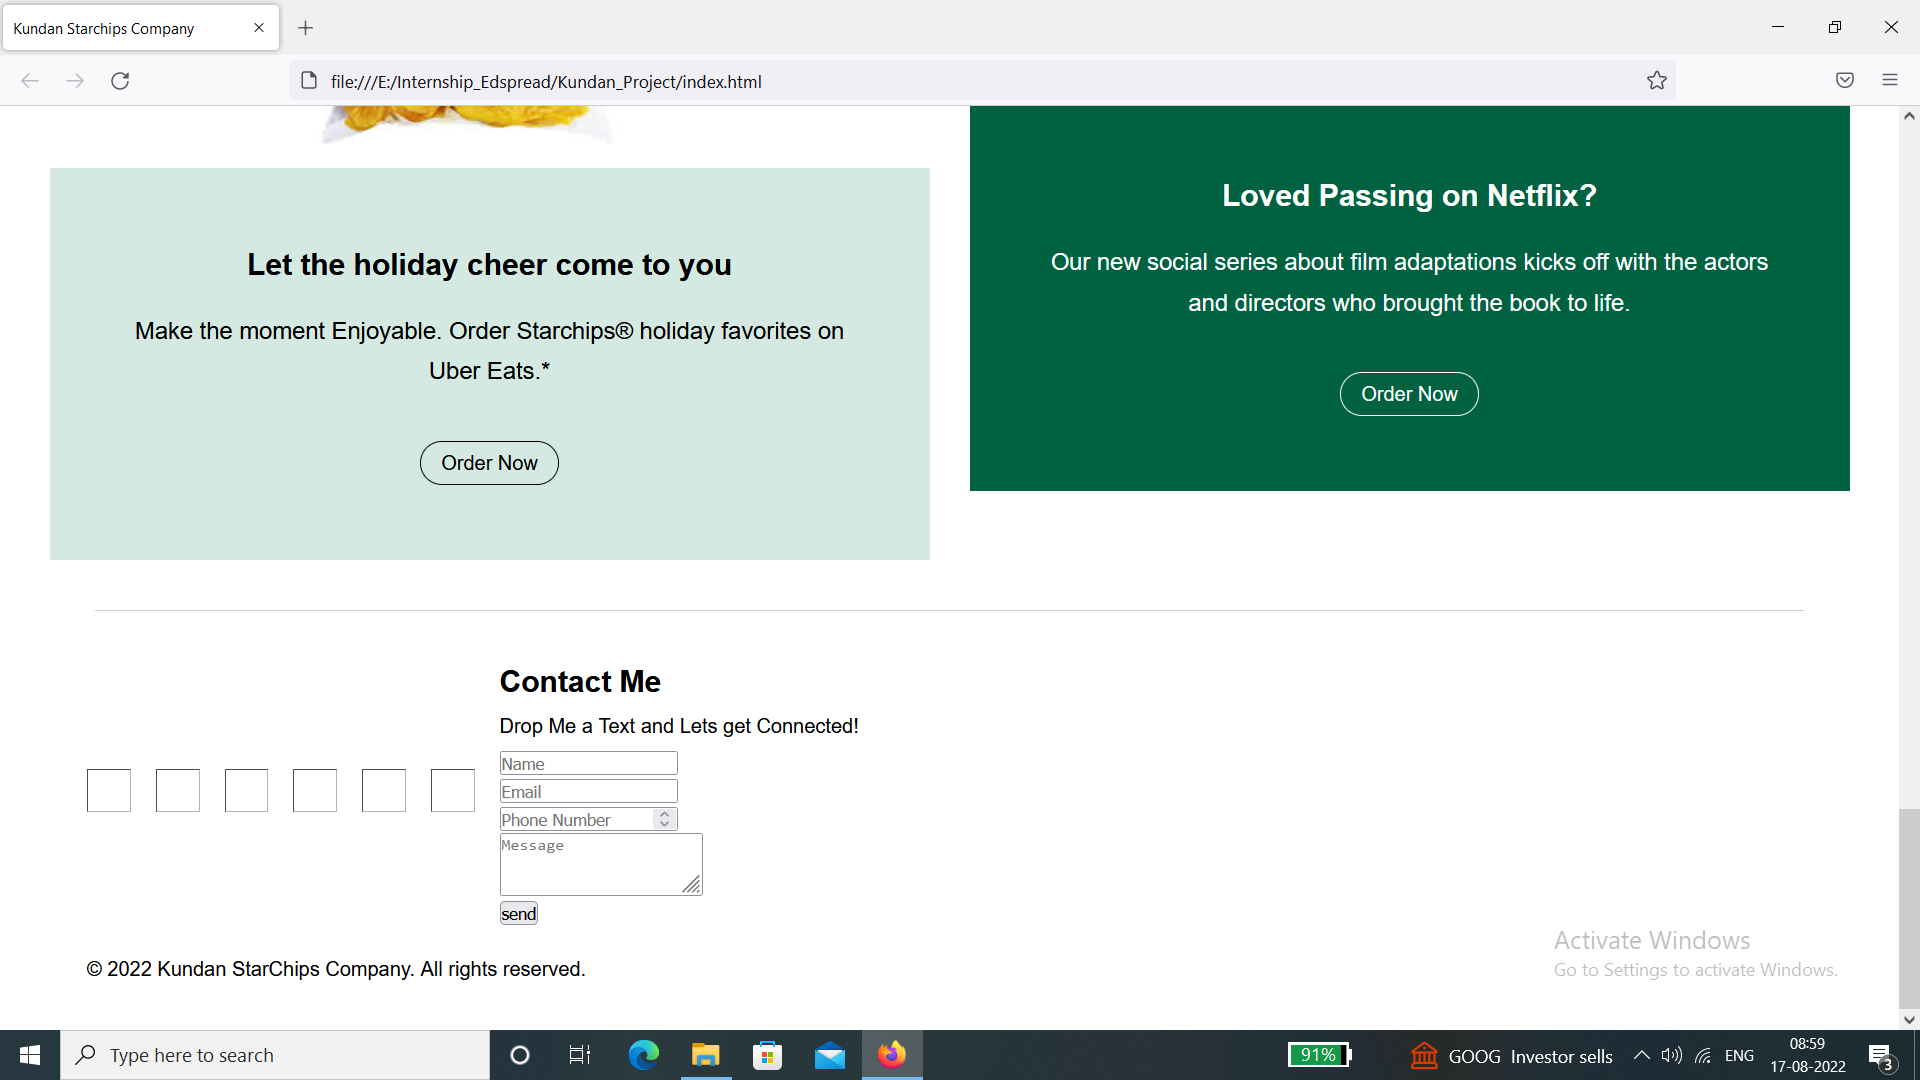 Kundan Starchips Company
file:///E:/Internship_Edspread/Kundan_Project/index.html
Let the holiday cheer come to you
Make the moment Enjoyable. Order Starchips® holiday favorites on
Uber Eats.*
Order Now
Loved Passing on Netflix?
Our new social series about film adaptations kicks off with the actors
and directors who brought the book to life.
Order Now
Contact Me
Drop Me a Text and Lets get Connected!
Name
Email
Phone Number
Message
send
© 2022 Kundan StarChips Company. All rights reserved.
Activate Windows
Go to Settings to activate Windows.
Type here to search
91%
GOOG Investor sells
ENG
08:59
17-08-2022
3